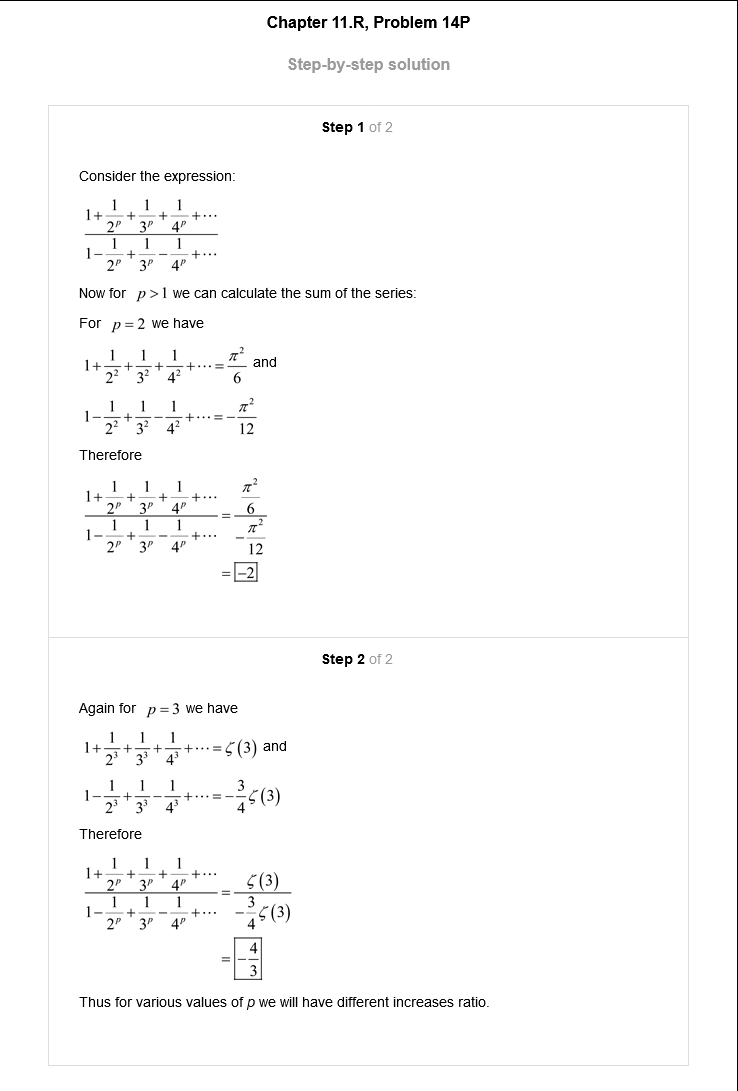 Chapter 11.R, Problem 14P
Step-by-step solution
Step 1 of 2
Consider the expression:
\frac{1+\frac{1}{2^p}+\frac{1}{3^p}+\frac{1}{4^p}+\cdots}{1-\frac{1}{2^p}+\frac{1}{3^p}-\frac{1}{4^p}+\cdots}
Now for p>1 we can calculate the sum of the series:
For p=2 we have
1+\frac{1}{2^2}+\frac{1}{3^2}+\frac{1}{4^2}+\cdots=\frac{\pi^2}{6} and
1-\frac{1}{2^2}+\frac{1}{3^2}-\frac{1}{4^2}+\cdots=-\frac{\pi^2}{12}
Therefore
\frac{1+\frac{1}{2^p}+\frac{1}{3^p}+\frac{1}{4^p}+\cdots}{1-\frac{1}{2^p}+\frac{1}{3^p}-\frac{1}{4^p}+\cdots}=\frac{\frac{\pi^2}{6}}{-\frac{\pi^2}{12}}
=\boxed{-2}
Step 2 of 2
Again for p=3 we have
1+\frac{1}{2^3}+\frac{1}{3^3}+\frac{1}{4^3}+\cdots=\zeta(3) and
1-\frac{1}{2^3}+\frac{1}{3^3}-\frac{1}{4^3}+\cdots=-\frac{3}{4}\zeta(3)
Therefore
\frac{1+\frac{1}{2^p}+\frac{1}{3^p}+\frac{1}{4^p}+\cdots}{1-\frac{1}{2^p}+\frac{1}{3^p}-\frac{1}{4^p}+\cdots}=\frac{\zeta(3)}{-\frac{3}{4}\zeta(3)}
=\boxed{-\frac{4}{3}}
Thus for various values of p we will have different increases ratio.